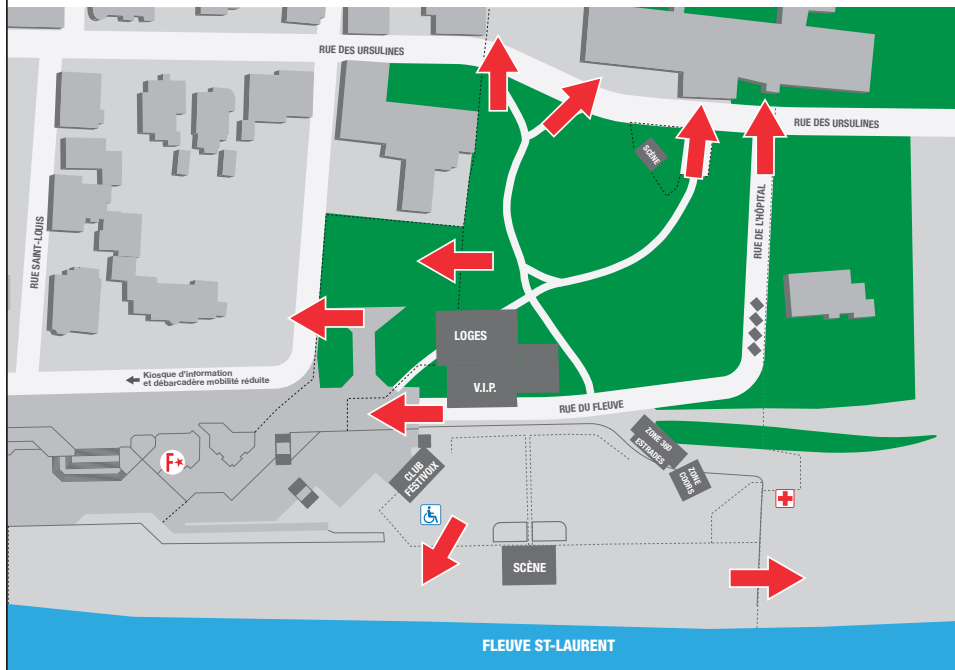 RUE DES URSULINES
RUE DES URSULINES
SCÈNE
RUE SAINT-LOUIS
RUE DE L'HÔPITAL
LOGES
Kiosque d'information
et débarcadère mobilité réduite
V.I.P.
RUE DU FLEUVE
ZONE 360
ESTRADES
ZONE
COORS
CLUB
FESTIVOIX
F
SCÈNE
FLEUVE ST-LAURENT